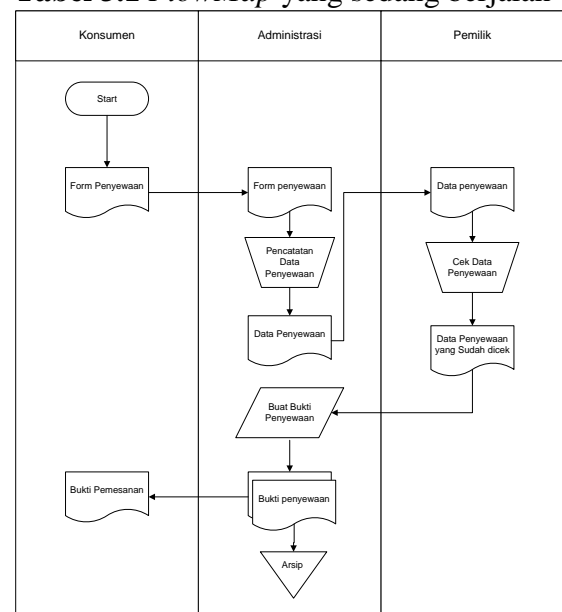 Tabel 3.2 FlowMap yang sedang berjalan
Konsumen
Administrasi
Pemilik
Start
Form Penyewaan
Form penyewaan
Data penyewaan
Pencatatan
Data
Penyewaan
Cek Data
Penyewaan
Data Penyewaan
Data Penyewaan
yang Sudah dicek
Buat Bukti
Penyewaan
Bukti Pemesanan
Bukti penyewaan
Arsip